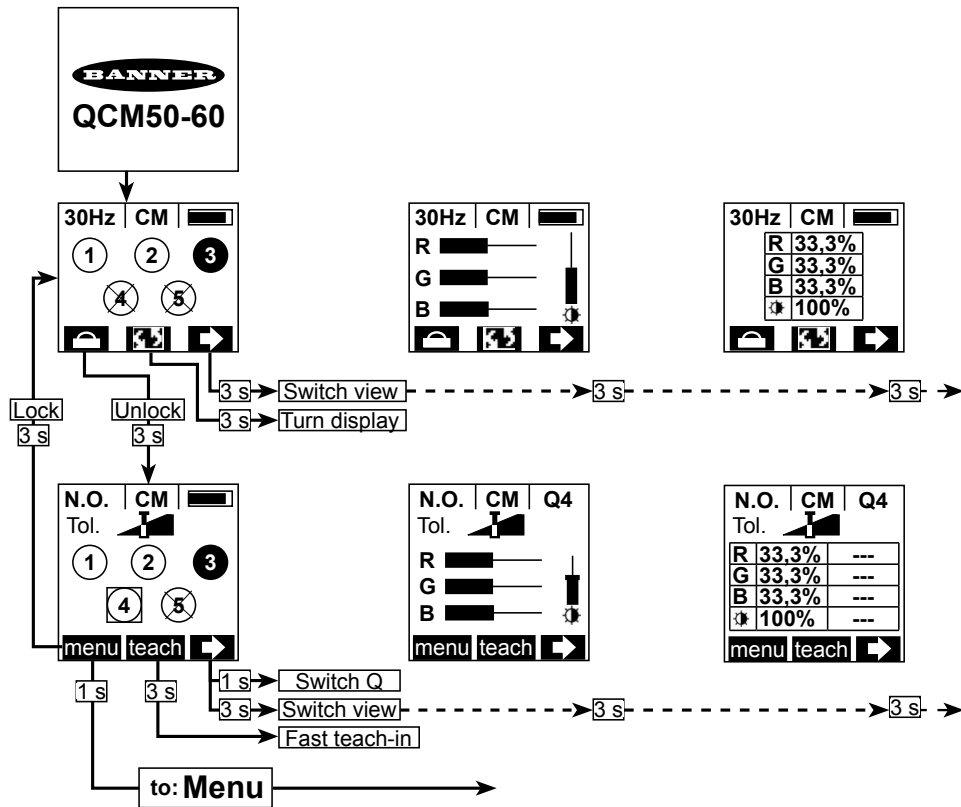 BANNER
QCM50-60
30Hz CM
1 2 3
4 5
30Hz CM
R
G
B
30Hz CM
R 33,3%
G 33,3%
B 33,3%
100%
3 s Switch view 3 s 3 s
3 s Turn display
Lock
3 s
Unlock
3 s
N.O. CM
Tol.
1 2 3
4 5
menu teach
N.O. CM Q4
Tol.
R
G
B
menu teach
N.O. CM Q4
Tol.
R 33,3% ---
G 33,3% ---
B 33,3% ---
100% ---
menu teach
1 s 3 s
1 s Switch Q
3 s Switch view 3 s 3 s
Fast teach-in
to: Menu